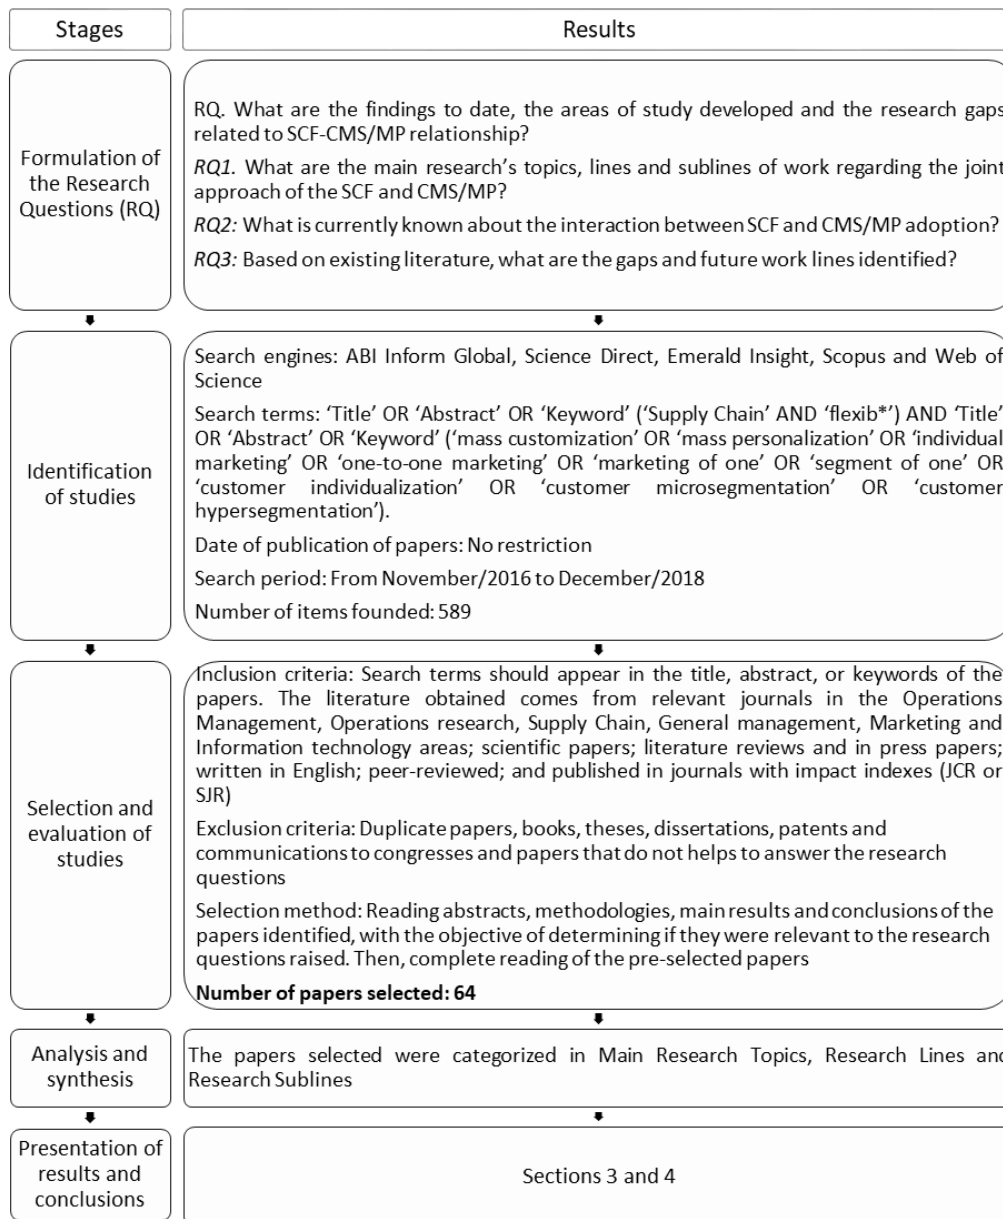 Stages
Results
Formulation of
the Research
Questions (RQ)
RQ. What are the findings to date, the areas of study developed and the research gaps
related to SCF-CMS/MP relationship?
RQ1. What are the main research's topics, lines and sublines of work regarding the joint
approach of the SCF and CMS/MP?
RQ2: What is currently known about the interaction between SCF and CMS/MP adoption?
RQ3: Based on existing literature, what are the gaps and future work lines identified?
Identification
of studies
Search engines: ABI Inform Global, Science Direct, Emerald Insight, Scopus and Web of
Science
Search terms: ‘Title’ OR ‘Abstract’ OR ‘Keyword’ (‘Supply Chain’ AND ‘flexib*’) AND ‘Title’
OR ‘Abstract’ OR ‘Keyword’ (‘mass customization’ OR ‘mass personalization’ OR ‘individual
marketing’ OR ‘one-to-one marketing’ OR ‘marketing of one’ OR ‘segment of one’ OR
‘customer individualization’ OR ‘customer microsegmentation’ OR ‘customer
hypersegmentation’).
Date of publication of papers: No restriction
Search period: From November/2016 to December/2018
Number of items founded: 589
Selection and
evaluation of
studies
Inclusion criteria: Search terms should appear in the title, abstract, or keywords of the
papers. The literature obtained comes from relevant journals in the Operations
Management, Operations research, Supply Chain, General management, Marketing and
Information technology areas; scientific papers; literature reviews and in press papers;
written in English; peer-reviewed; and published in journals with impact indexes (JCR or
SJR)
Exclusion criteria: Duplicate papers, books, theses, dissertations, patents and
communications to congresses and papers that do not helps to answer the research
questions
Selection method: Reading abstracts, methodologies, main results and conclusions of the
papers identified, with the objective of determining if they were relevant to the research
questions raised. Then, complete reading of the pre-selected papers
Number of papers selected: 64
Analysis and
synthesis
The papers selected were categorized in Main Research Topics, Research Lines and
Research Sublines
Presentation of
results and
conclusions
Sections 3 and 4